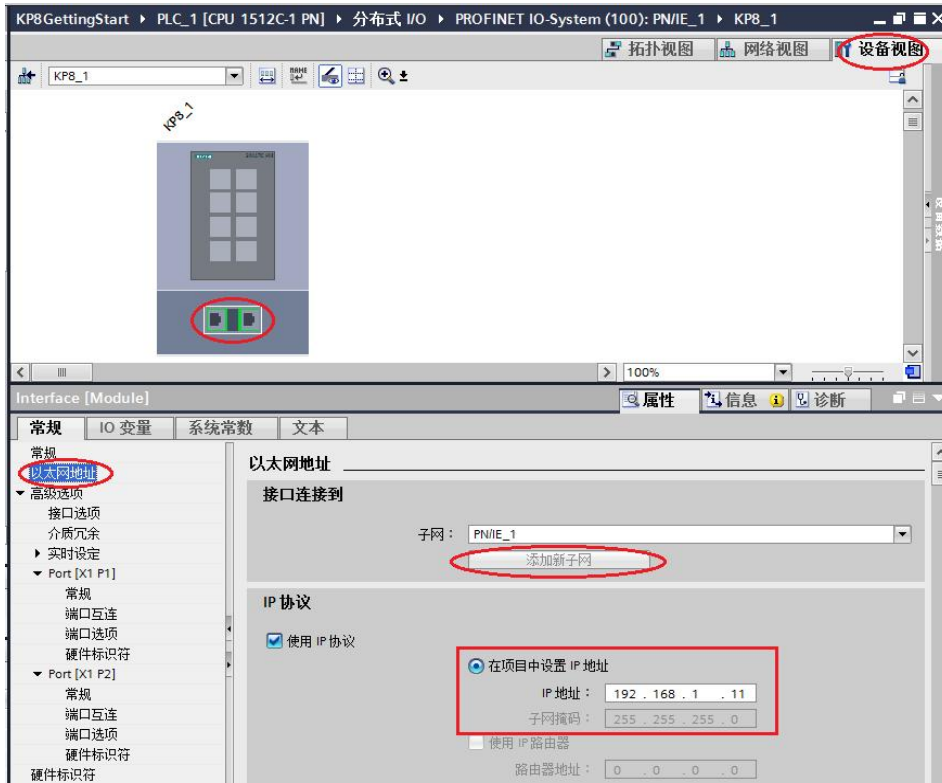 KP8GettingStart ▸ PLC_1 [CPU 1512C-1 PN] ▸ 分布式 I/O ▸ PROFINET IO-System (100): PN/IE_1 ▸ KP8_1
拓扑视图 网络视图 设备视图
KP8_1
KP8_1
100%
Interface [Module]
属性 信息 诊断
常规 IO 变量 系统常数 文本
常规
以太网地址
高级选项
接口选项
介质冗余
实时设定
Port [X1 P1]
常规
端口互连
端口选项
硬件标识符
Port [X1 P2]
常规
端口互连
端口选项
硬件标识符
硬件标识符
以太网地址
接口连接到
子网： PN/IE_1
添加新子网
IP 协议
使用 IP 协议
在项目中设置 IP 地址
IP 地址： 192 . 168 . 1 . 11
子网掩码： 255 . 255 . 255 . 0
使用 IP 路由器
路由器地址： 0 . 0 . 0 . 0